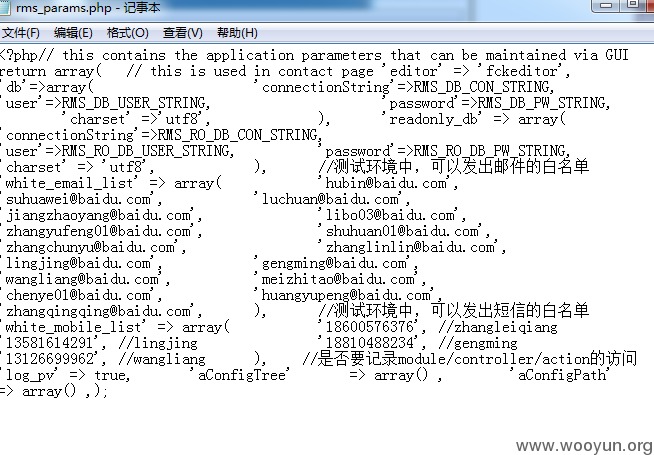 rms_params.php - 记事本
文件(F) 编辑(E) 格式(O) 查看(V) 帮助(H)
<?php// this contains the application parameters that can be maintained via GUI
return array( // this is used in contact page 'editor' => 'fckeditor',
'db'=>array( 'connectionString'=>RMS_DB_CON_STRING,
'user'=>RMS_DB_USER_STRING, 'password'=>RMS_DB_PW_STRING,
'charset' =>'utf8', ), 'readonly_db' => array(
'connectionString'=>RMS_RO_DB_CON_STRING,
'user'=>RMS_RO_DB_USER_STRING, 'password'=>RMS_RO_DB_PW_STRING,
'charset' => 'utf8', ), //测试环境中，可以发出邮件的白名单
'white_email_list' => array( 'hubin@baidu.com',
'suhuawei@baidu.com', 'luchuan@baidu.com',
'jiangzhaoyang@baidu.com', 'libo03@baidu.com',
'zhangyufeng01@baidu.com', 'shuhuan01@baidu.com',
'zhangchunyu@baidu.com', 'zhanglinlin@baidu.com',
'lingjing@baidu.com', 'gengming@baidu.com',
'wangliang@baidu.com', 'meizhitao@baidu.com',
'chenye01@baidu.com', 'huangyupeng@baidu.com',
'zhangqingqing@baidu.com', ), //测试环境中，可以发出短信的白名单
'white_mobile_list' => array( '18600576376', //zhangleiqiang
'13581614291', //lingjing '18810488234', //gengming
'13126699962', //wangliang ), //是否要记录module/controller/action的访问
'log_pv' => true, 'aConfigTree' => array() , 'aConfigPath'
=> array() ,);
www.wooyun.org